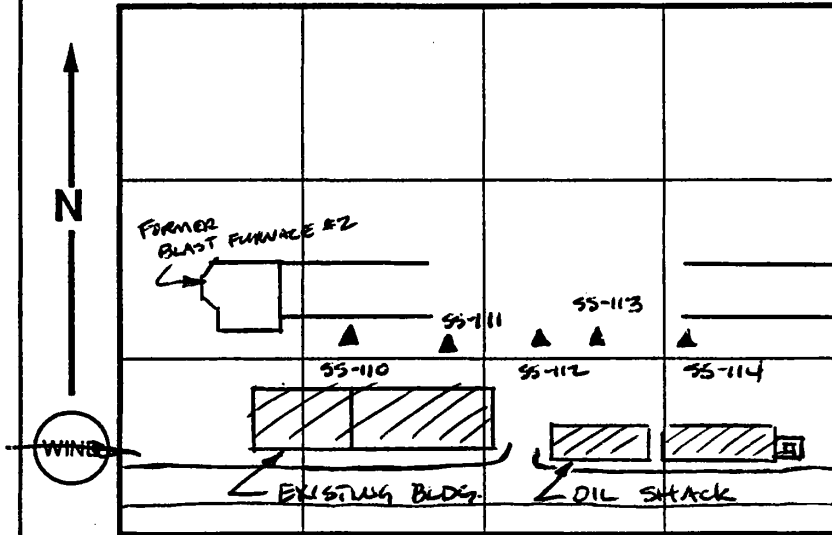 N
FORMER
BLAST FURNACE #2
SS-113
SS-111
SS-110
SS-112
SS-114
WIND
EXISTING BLDG.
OIL SHACK